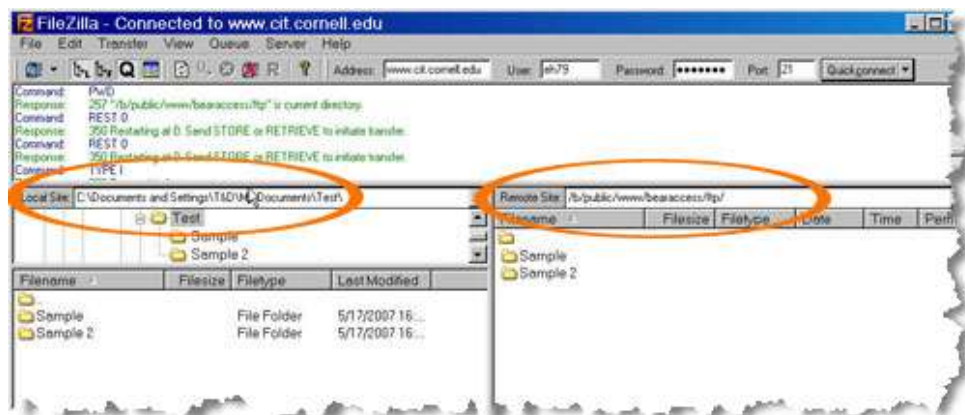 FileZilla - Connected to www.cit.cornell.edu
File Edit Transfer View Queue Server Help
Address: www.cit.cornell.edu User: eh79 Password: ●●●●●●● Port: 21 Quickconnect
Command: PWD
Response: 257 "/b/public/www/bearaccess/ftp" is current directory.
Command: REST 0
Response: 350 Restarting at 0. Send STORE or RETRIEVE to initiate transfer.
Command: REST 0
Response: 350 Restarting at 0. Send STORE or RETRIEVE to initiate transfer.
Command: TYPE I
Local Site: C:\Documents and Settings\T&D\ Documents\Test\
Test
Sample
Sample 2
Filename Filesize Filetype Last Modified
..
Sample File Folder 5/17/2007 16:...
Sample 2 File Folder 5/17/2007 16:...
Remote Site: /b/public/www/bearaccess/ftp/
Filename Filesize Filetype Date Time
Sample
Sample 2